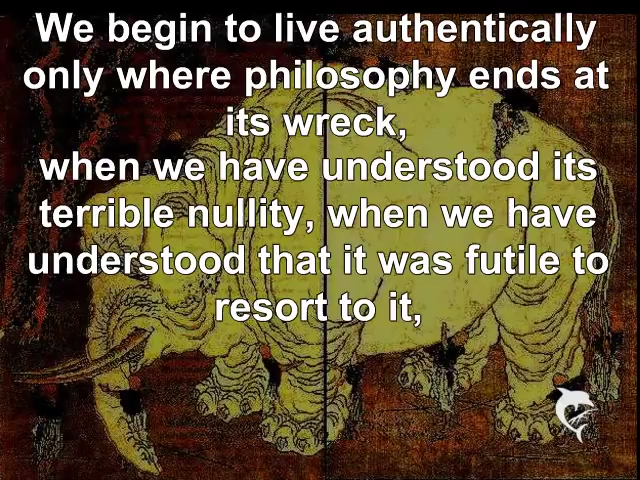 We begin to live authentically
only where philosophy ends at
its wreck,
when we have understood its
terrible nullity, when we have
understood that it was futile to
resort to it,